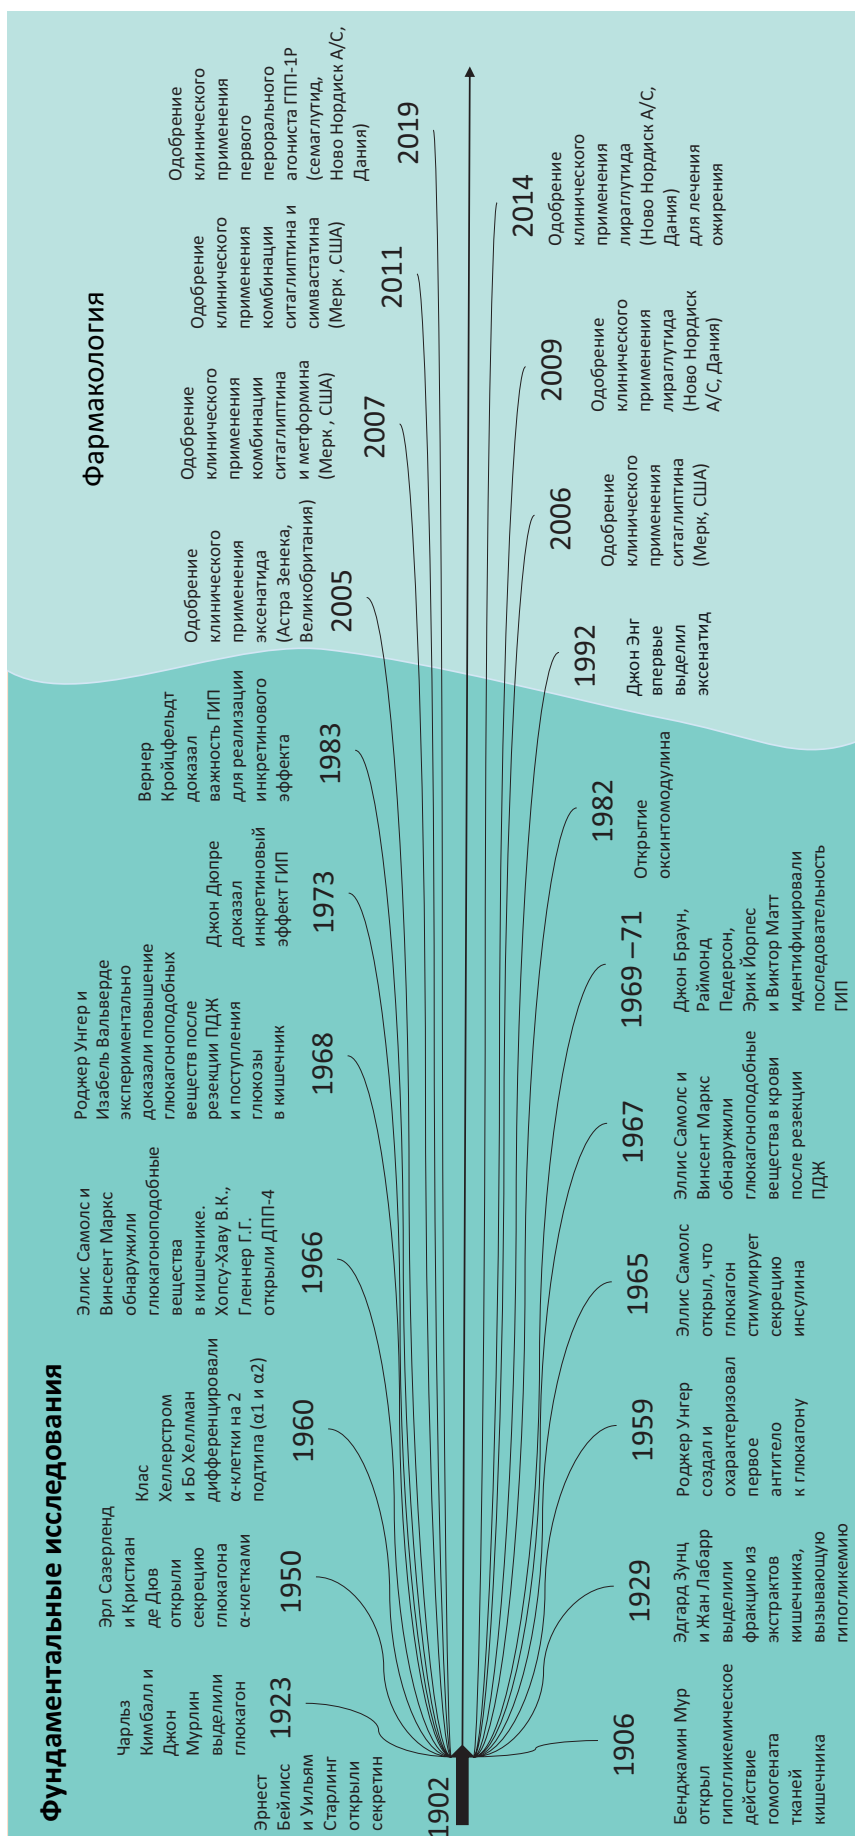 Фундаментальные исследования
Фармакология
Эрнест
Бейлисс
и Уильям
Старлинг
открыли
секретин
1902
Чарльз
Кимбалл и
Джон
Мурлин
выделили
глюкагон
1923
Эрл Сазерленд
и Кристиан
де Дюв
открыли
секрецию
глюкагона
α-клетками
1950
Клас
Хеллерстром
и Бо Хеллман
дифференцировали
α-клетки на 2
подтипа (α1 и α2)
1960
Эллис Самолс и
Винсент Маркс
обнаружили
глюкагоноподобные
вещества
в кишечнике.
Хопсу-Хаву В.К.,
Гленнер Г.Г.
открыли ДПП-4
1966
Роджер Унгер и
Изабель Вальверде
экспериментально
доказали повышение
глюкагоноподобных
веществ после
резекции ПДЖ
и поступления
глюкозы
в кишечник
1968
Джон Дюпре
доказал
инкретиновый
эффект ГИП
1973
Вернер
Кройцфельдт
доказал
важность ГИП
для реализации
инкретинового
эффекта
1983
Одобрение
клинического
применения
эксенатида
(Астра Зенека,
Великобритания)
2005
Одобрение
клинического
применения
комбинации
ситаглиптина
и метформина
(Мерк , США)
2007
Одобрение
клинического
применения
комбинации
ситаглиптина и
симвастатина
(Мерк , США)
2011
Одобрение
клинического
применения
первого
перорального
агониста ГПП-1Р
(семаглутид,
Ново Нордиск А/С,
Дания)
2019
1906
Бенджамин Мур
открыл
гипогликемическое
действие
гомогената
тканей
кишечника
1929
Эдгард Зунц
и Жан Лабарр
выделили
фракцию из
экстрактов
кишечника,
вызывающую
гипогликемию
1959
Роджер Унгер
создал и
охарактеризовал
первое
антитело
к глюкагону
1965
Эллис Самолс
открыл, что
глюкагон
стимулирует
секрецию
инсулина
1967
Эллис Самолс и
Винсент Маркс
обнаружили
глюкагоноподобные
вещества в крови
после резекции
ПДЖ
1969 –71
Джон Браун,
Раймонд
Педерсон,
Эрик Йорпес
и Виктор Матт
идентифицировали
последовательность
ГИП
1982
Открытие
оксинтомодулина
1992
Джон Энг
впервые
выделил
эксенатид
2006
Одобрение
клинического
применения
ситаглиптина
(Мерк, США)
2009
Одобрение
клинического
применения
лираглутида
(Ново Нордиск
А/С, Дания)
2014
Одобрение
клинического
применения
лираглутида
(Ново Нордиск А/С,
Дания)
для лечения
ожирения